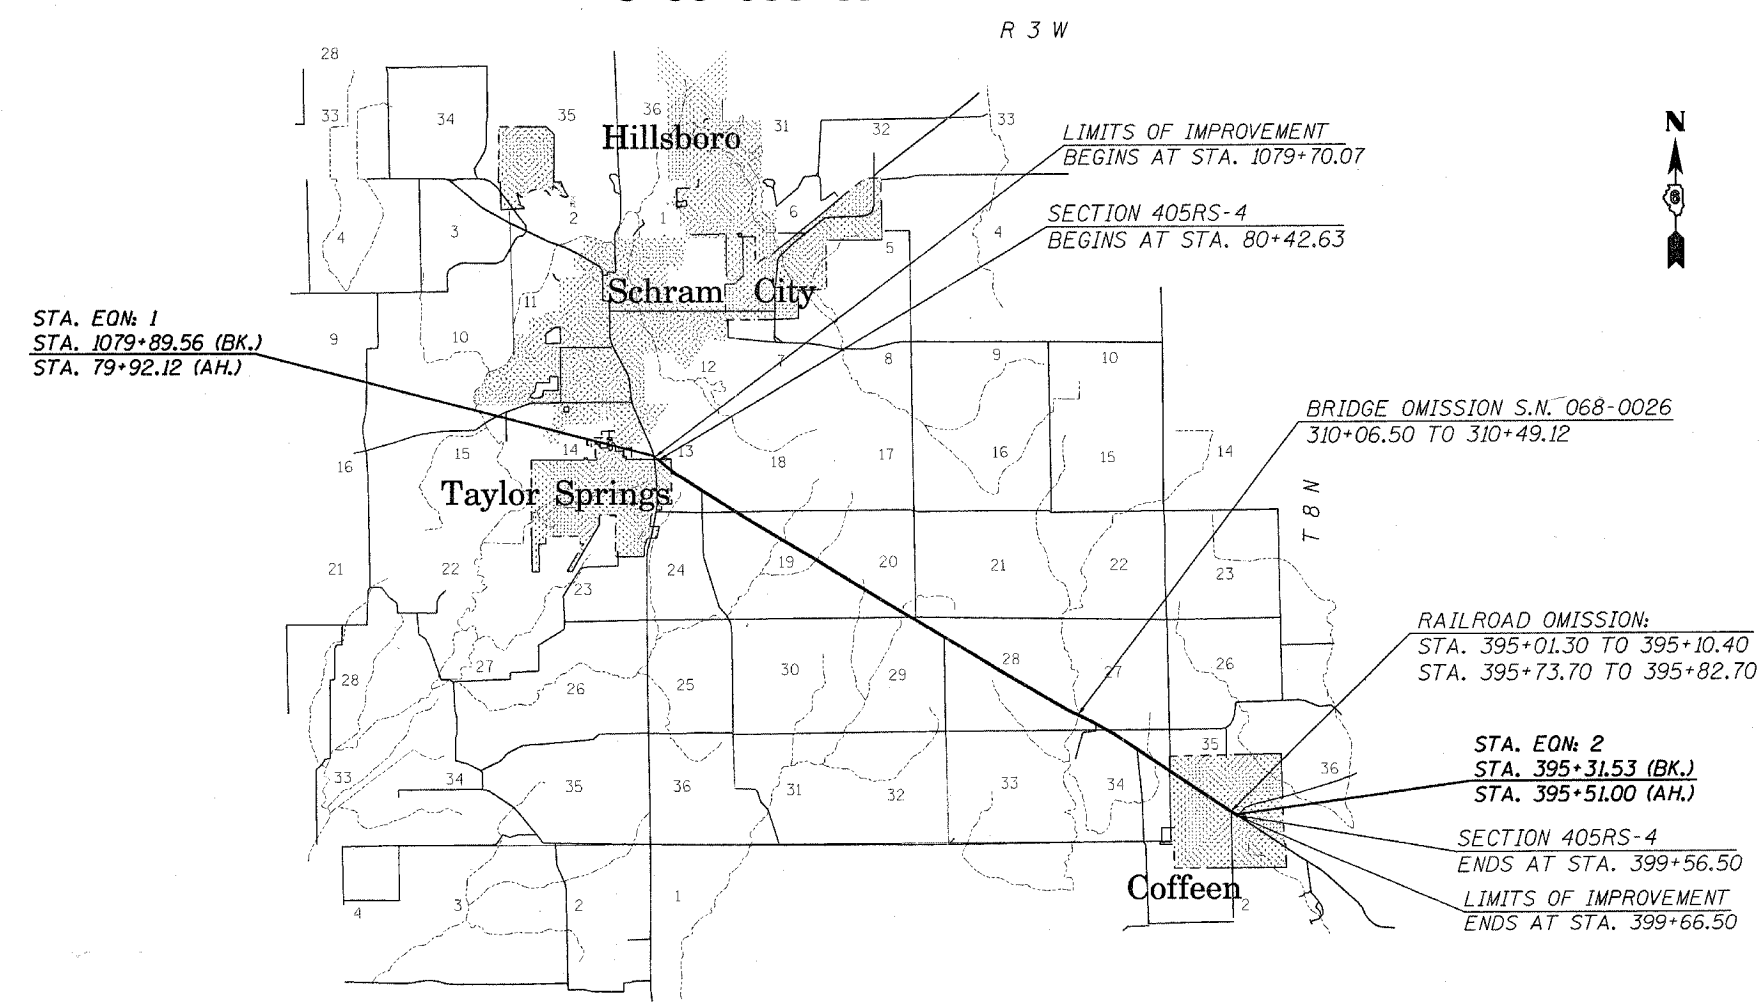 R 3 W
28
33
34
35
36
31
32
33
Hillsboro
N
6
LIMITS OF IMPROVEMENT
BEGINS AT STA. 1079+70.07
SECTION 405RS-4
BEGINS AT STA. 80+42.63
4
3
2
1
6
5
4
Schram City
STA. EQN: 1
STA. 1079+89.56 (BK.)
STA. 79+92.12 (AH.)
9
10
11
12
7
8
9
10
BRIDGE OMISSION S.N. 068-0026
310+06.50 TO 310+49.12
16
15
14
13
18
17
16
15
14
Taylor Springs
T 8 N
21
22
23
24
19
20
21
22
23
RAILROAD OMISSION:
STA. 395+01.30 TO 395+10.40
STA. 395+73.70 TO 395+82.70
28
27
26
25
30
29
28
27
26
STA. EQN: 2
STA. 395+31.53 (BK.)
STA. 395+51.00 (AH.)
33
34
35
36
31
32
33
34
35
36
SECTION 405RS-4
ENDS AT STA. 399+56.50
Coffeen
LIMITS OF IMPROVEMENT
ENDS AT STA. 399+66.50
4
3
2
1
1
2